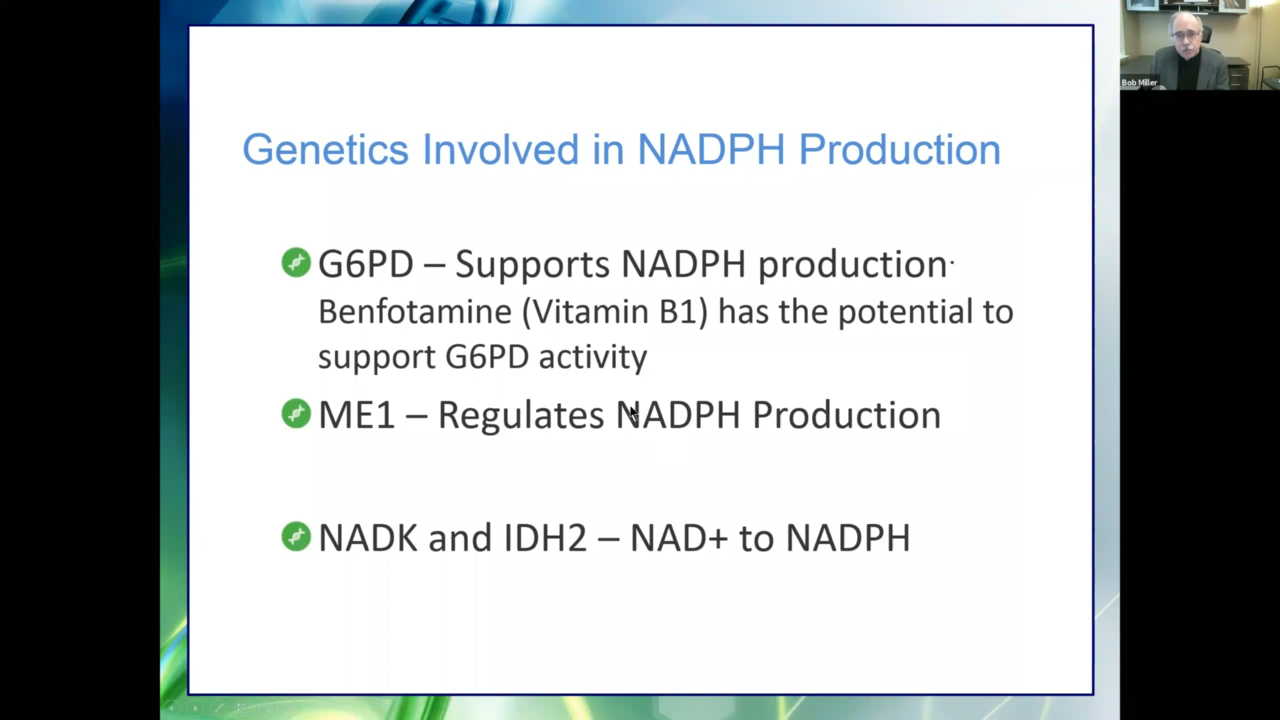 Bob Miller
Genetics Involved in NADPH Production
G6PD – Supports NADPH production.
Benfotamine (Vitamin B1) has the potential to
support G6PD activity
ME1 – Regulates NADPH Production
NADK and IDH2 – NAD+ to NADPH